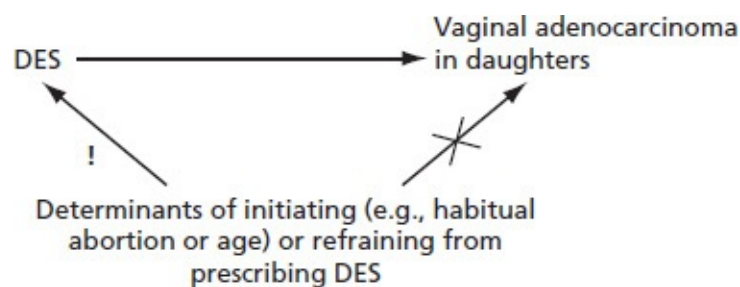 Vaginal adenocarcinoma
DES
in daughters
!
Determinants of initiating (e.g., habitual
abortion or age) or refraining from
prescribing DES